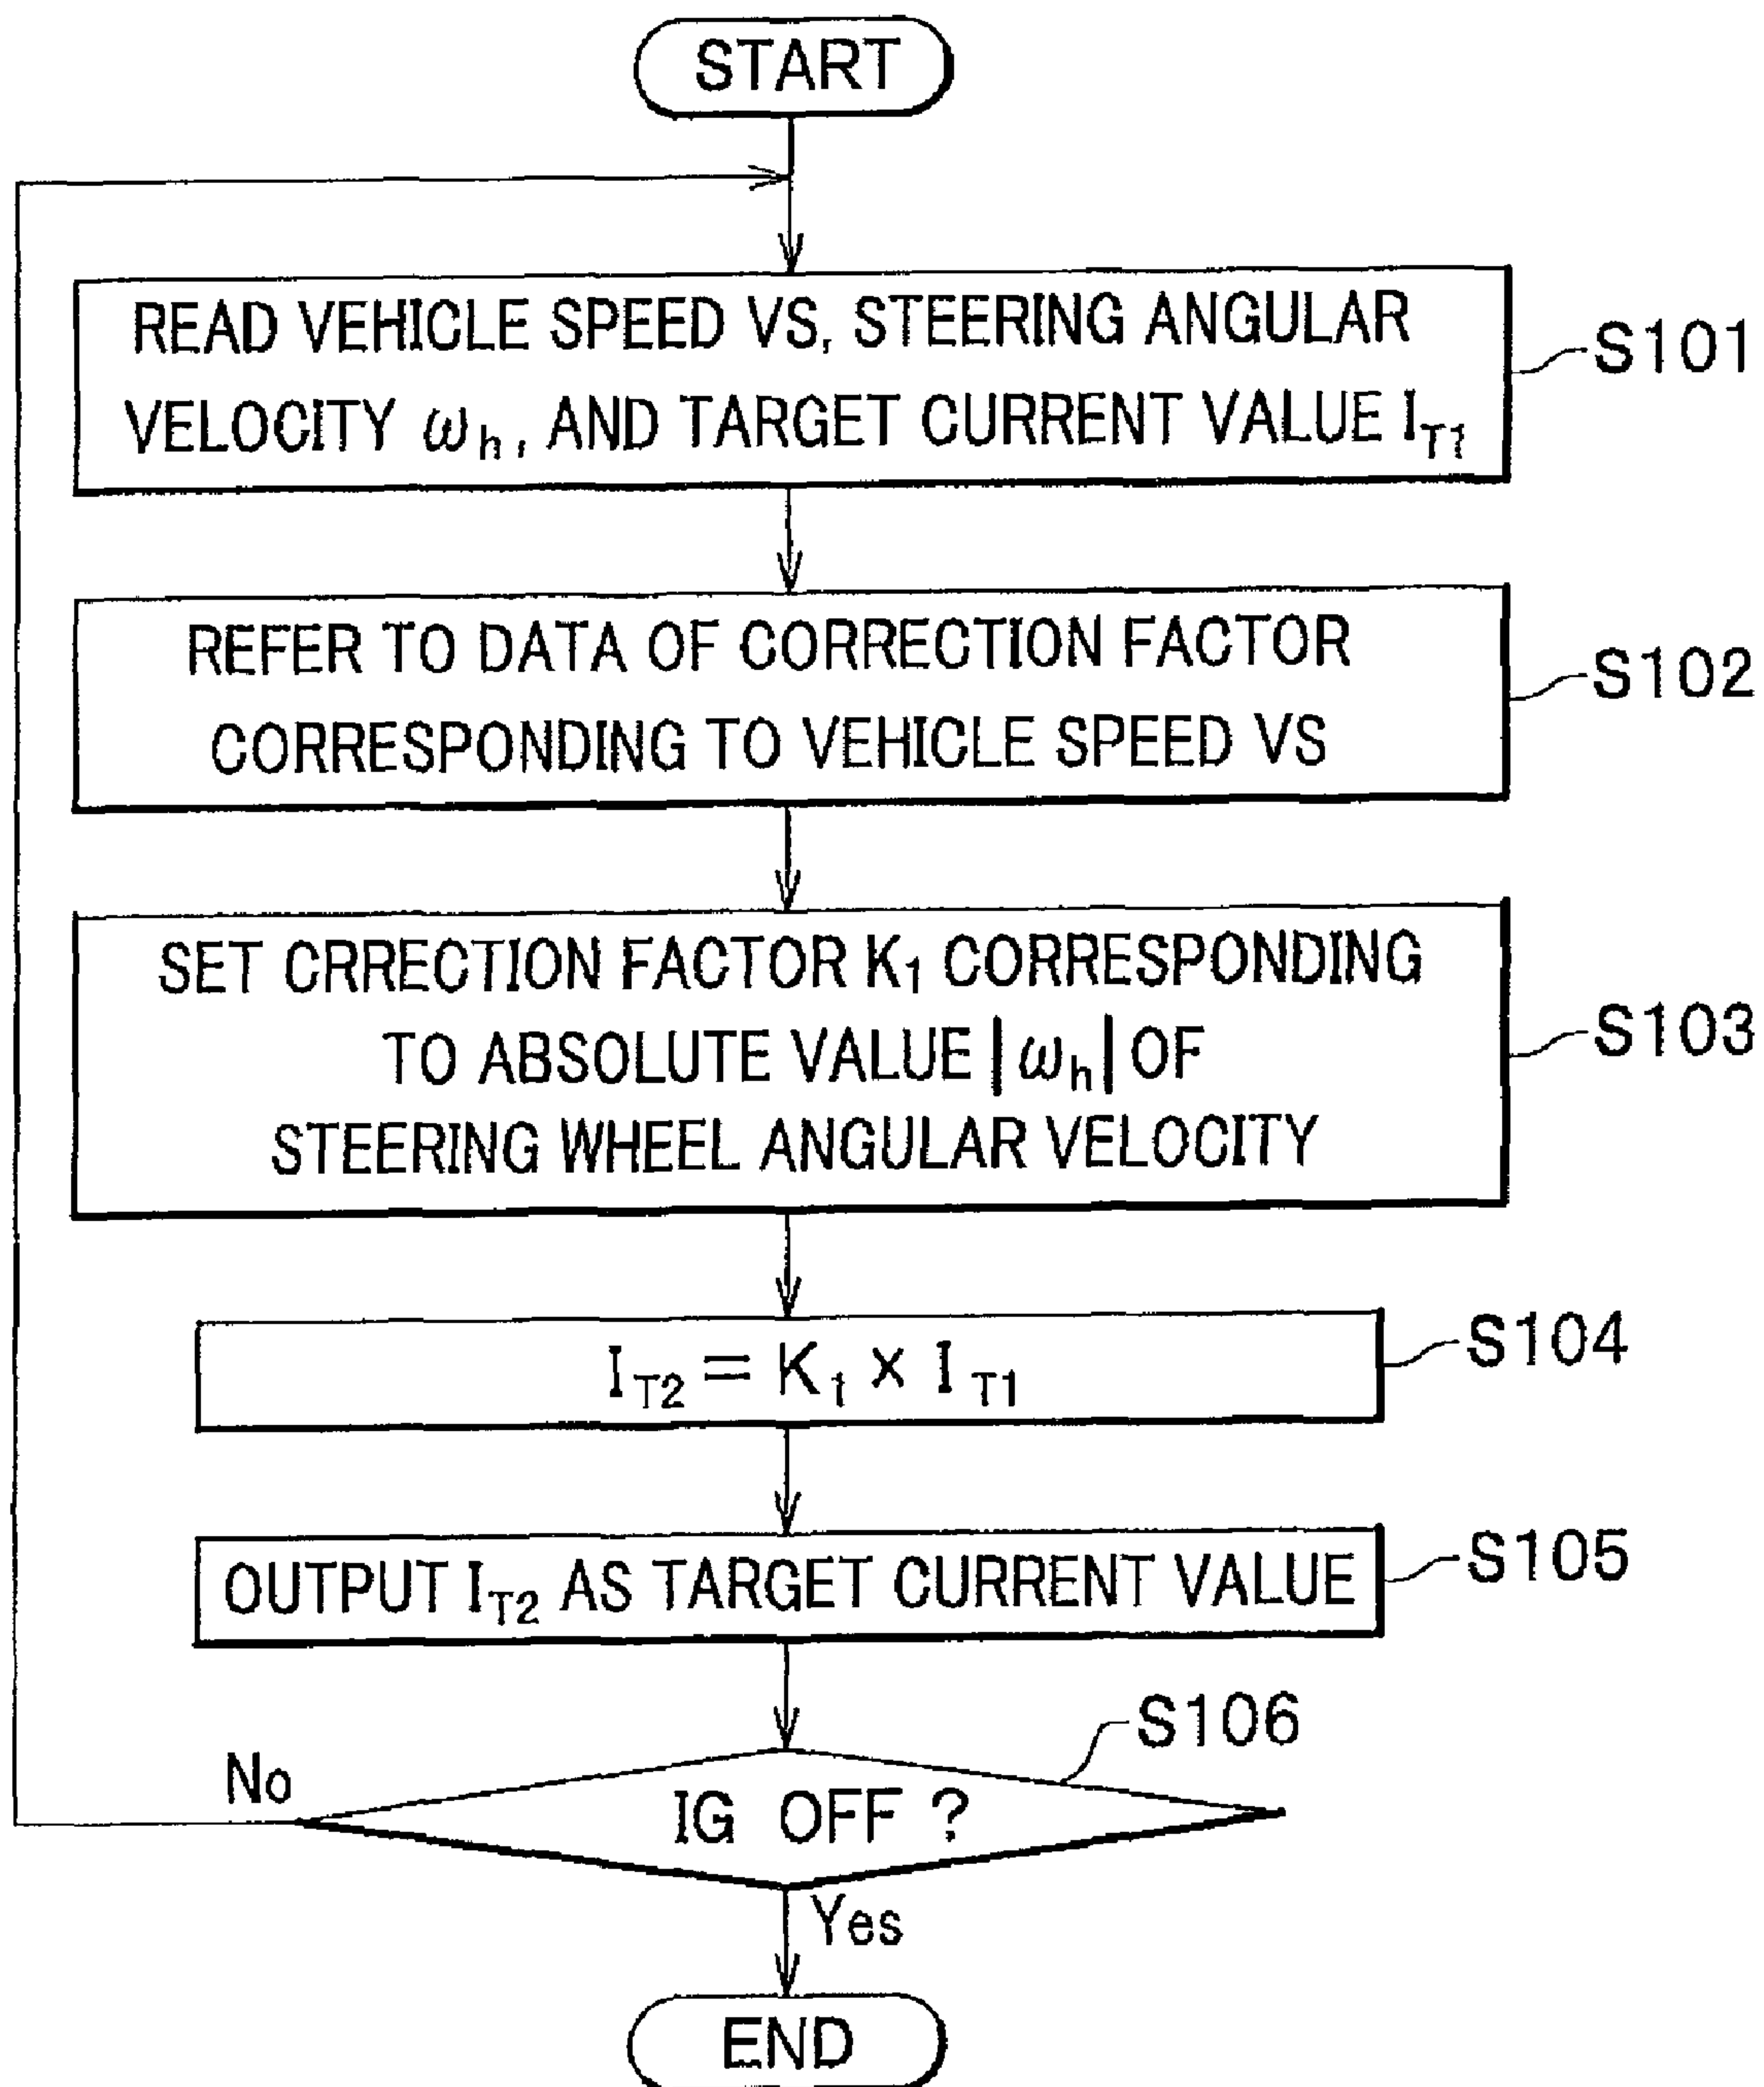 START
READ VEHICLE SPEED VS, STEERING ANGULAR
VELOCITY ωh, AND TARGET CURRENT VALUE IT1
S101
REFER TO DATA OF CORRECTION FACTOR
CORRESPONDING TO VEHICLE SPEED VS
S102
SET CRRECTION FACTOR K1 CORRESPONDING
TO ABSOLUTE VALUE |ωh| OF
STEERING WHEEL ANGULAR VELOCITY
S103
IT2 = K1 × IT1
S104
OUTPUT IT2 AS TARGET CURRENT VALUE
S105
S106
No
IG OFF ?
Yes
END